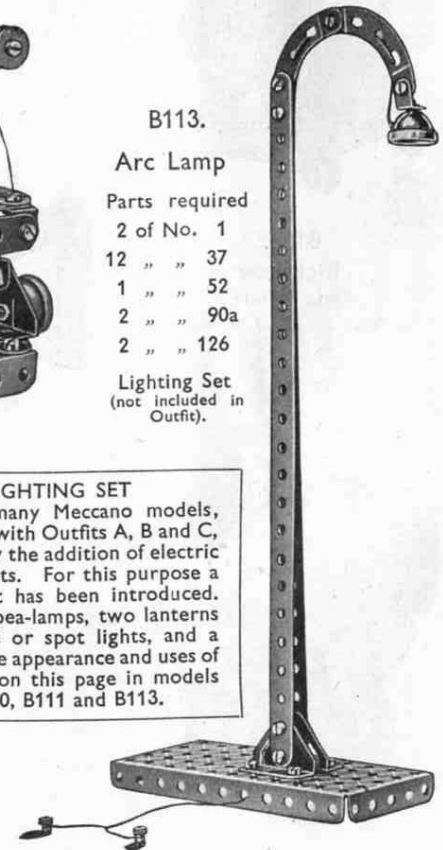 B113.
Arc Lamp
Parts required
2 of No. 1
12 „ „ 37
1 „ „ 52
2 „ „ 90a
2 „ „ 126
Lighting Set
(not included in
Outfit).
IGHTING SET
many Meccano models,
with Outfits A, B and C,
the addition of electric
ts. For this purpose a
has been introduced.
pea-lamps, two lanterns
or spot lights, and a
e appearance and uses of
on this page in models
0, B111 and B113.